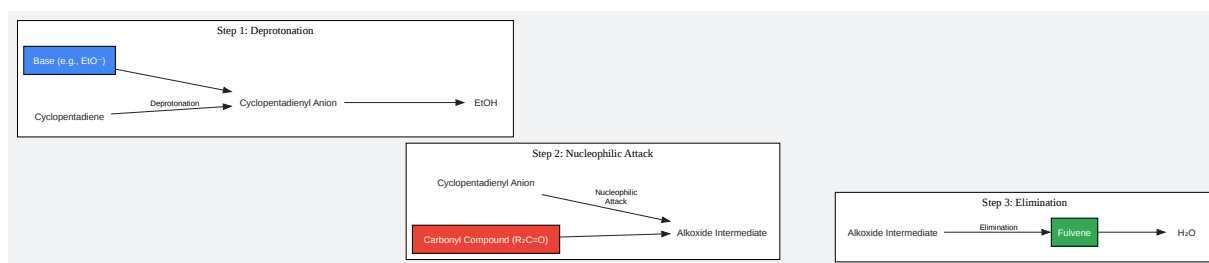 Step 1: Deprotonation
Base (e.g., EtO⁻)
Deprotonation
Cyclopentadienyl Anion
EtOH
Cyclopentadiene
Step 2: Nucleophilic Attack
Cyclopentadienyl Anion
Nucleophilic
Attack
Carbonyl Compound (R₂C=O)
Alkoxide Intermediate
Step 3: Elimination
Alkoxide Intermediate
Elimination
Fulvene
H₂O